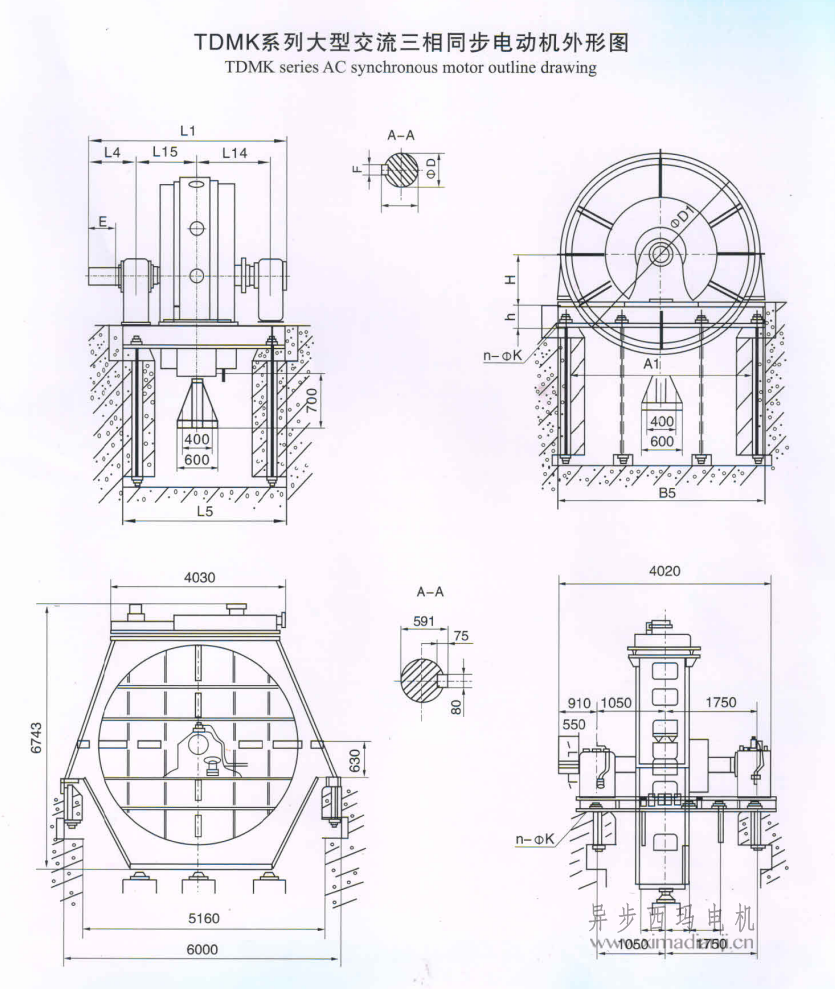 TDMK系列大型交流三相同步电动机外形图
TDMK series AC synchronous motor outline drawing
L1
L4 L15 L14
E
700
400
600
L5
A-A
F
ΦD
ΦD1
H
h
n-ΦK
A1
400
600
B5
4030
6743
630
5160
6000
A-A
591
75
80
4020
910 1050 1750
550
n-ΦK
1050 1750
异步西玛电机
www.ximadianji.cn